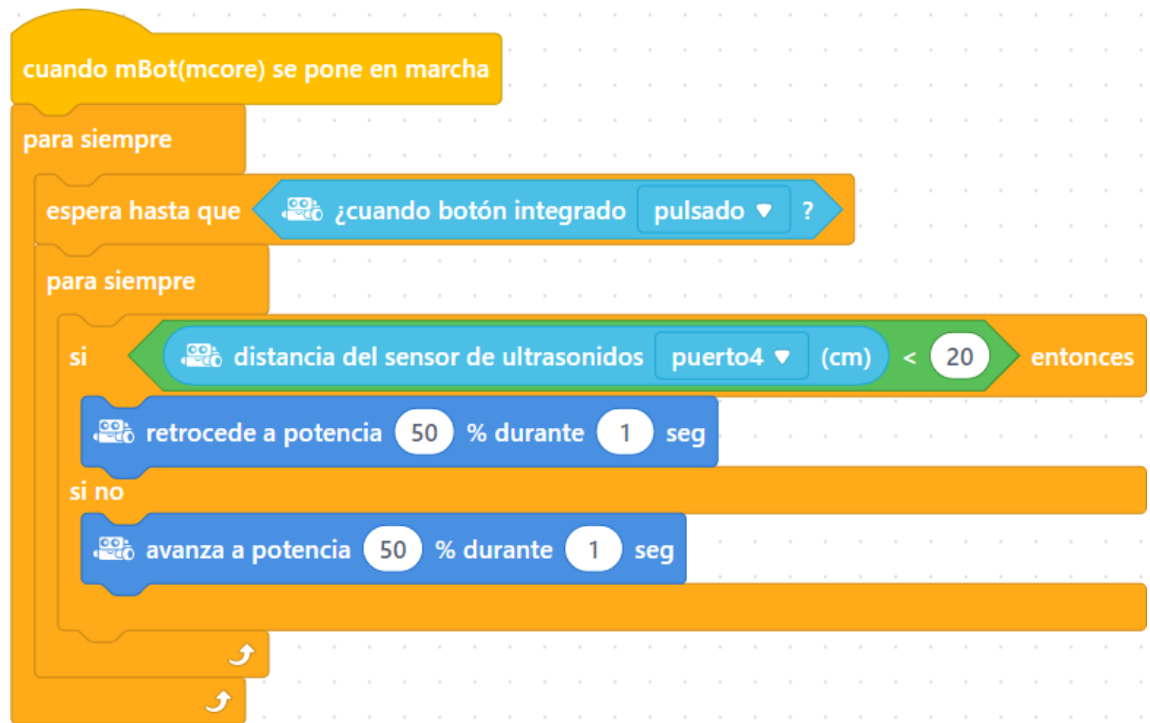 cuando mBot(mcore) se pone en marcha
para siempre
espera hasta que ¿cuando botón integrado pulsado ?
para siempre
si distancia del sensor de ultrasonidos puerto4 (cm) < 20 entonces
retrocede a potencia 50 % durante 1 seg
si no
avanza a potencia 50 % durante 1 seg